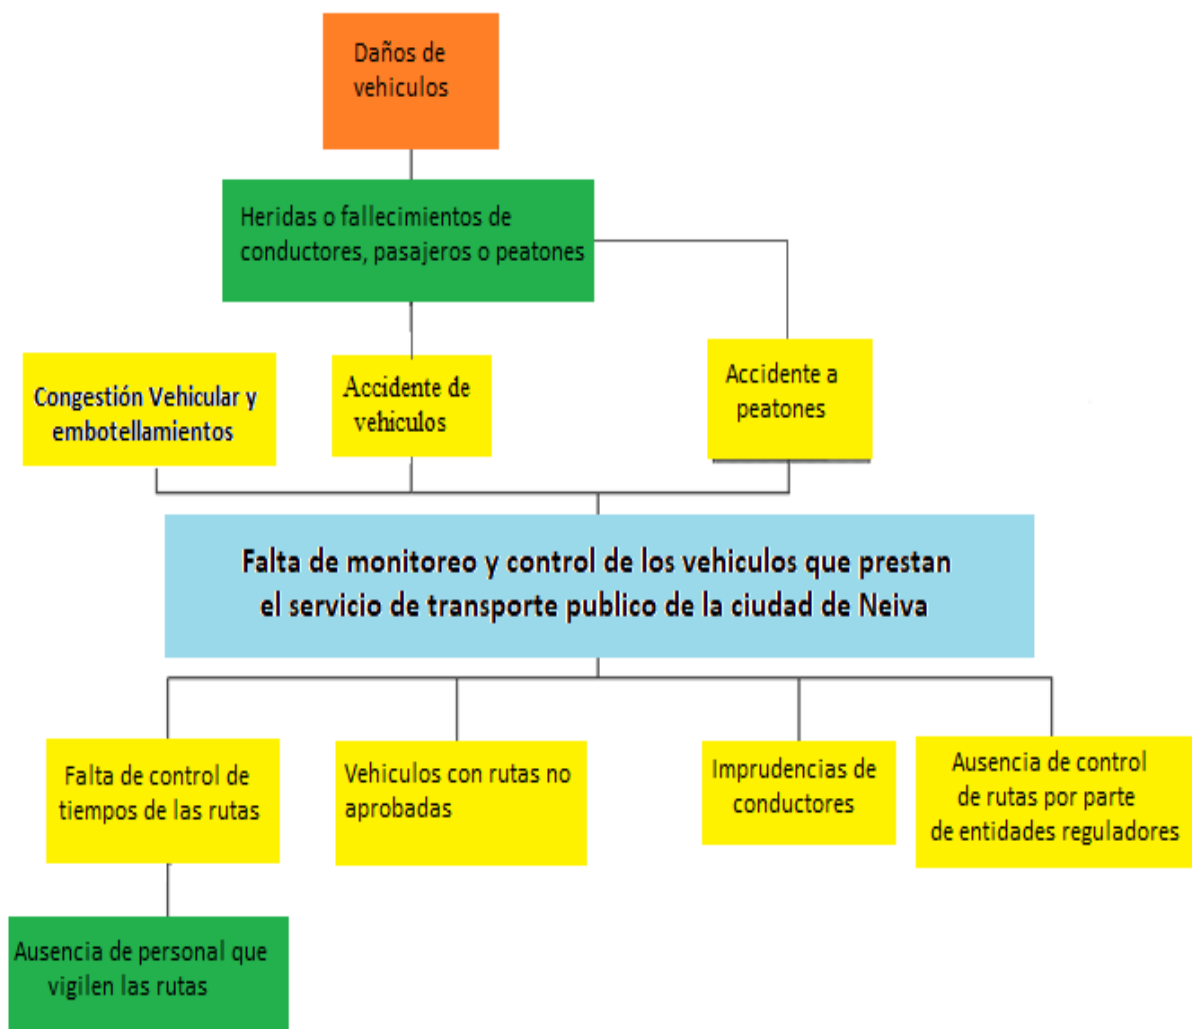 Daños de
vehiculos
Heridas o fallecimientos de
conductores, pasajeros o peatones
Congestión Vehicular y
embotellamientos
Accidente de
vehiculos
Accidente a
peatones
Falta de monitoreo y control de los vehiculos que prestan
el servicio de transporte publico de la ciudad de Neiva
Falta de control de
tiempos de las rutas
Vehiculos con rutas no
aprobadas
Imprudencias de
conductores
Ausencia de control
de rutas por parte
de entidades reguladores
Ausencia de personal que
vigilen las rutas